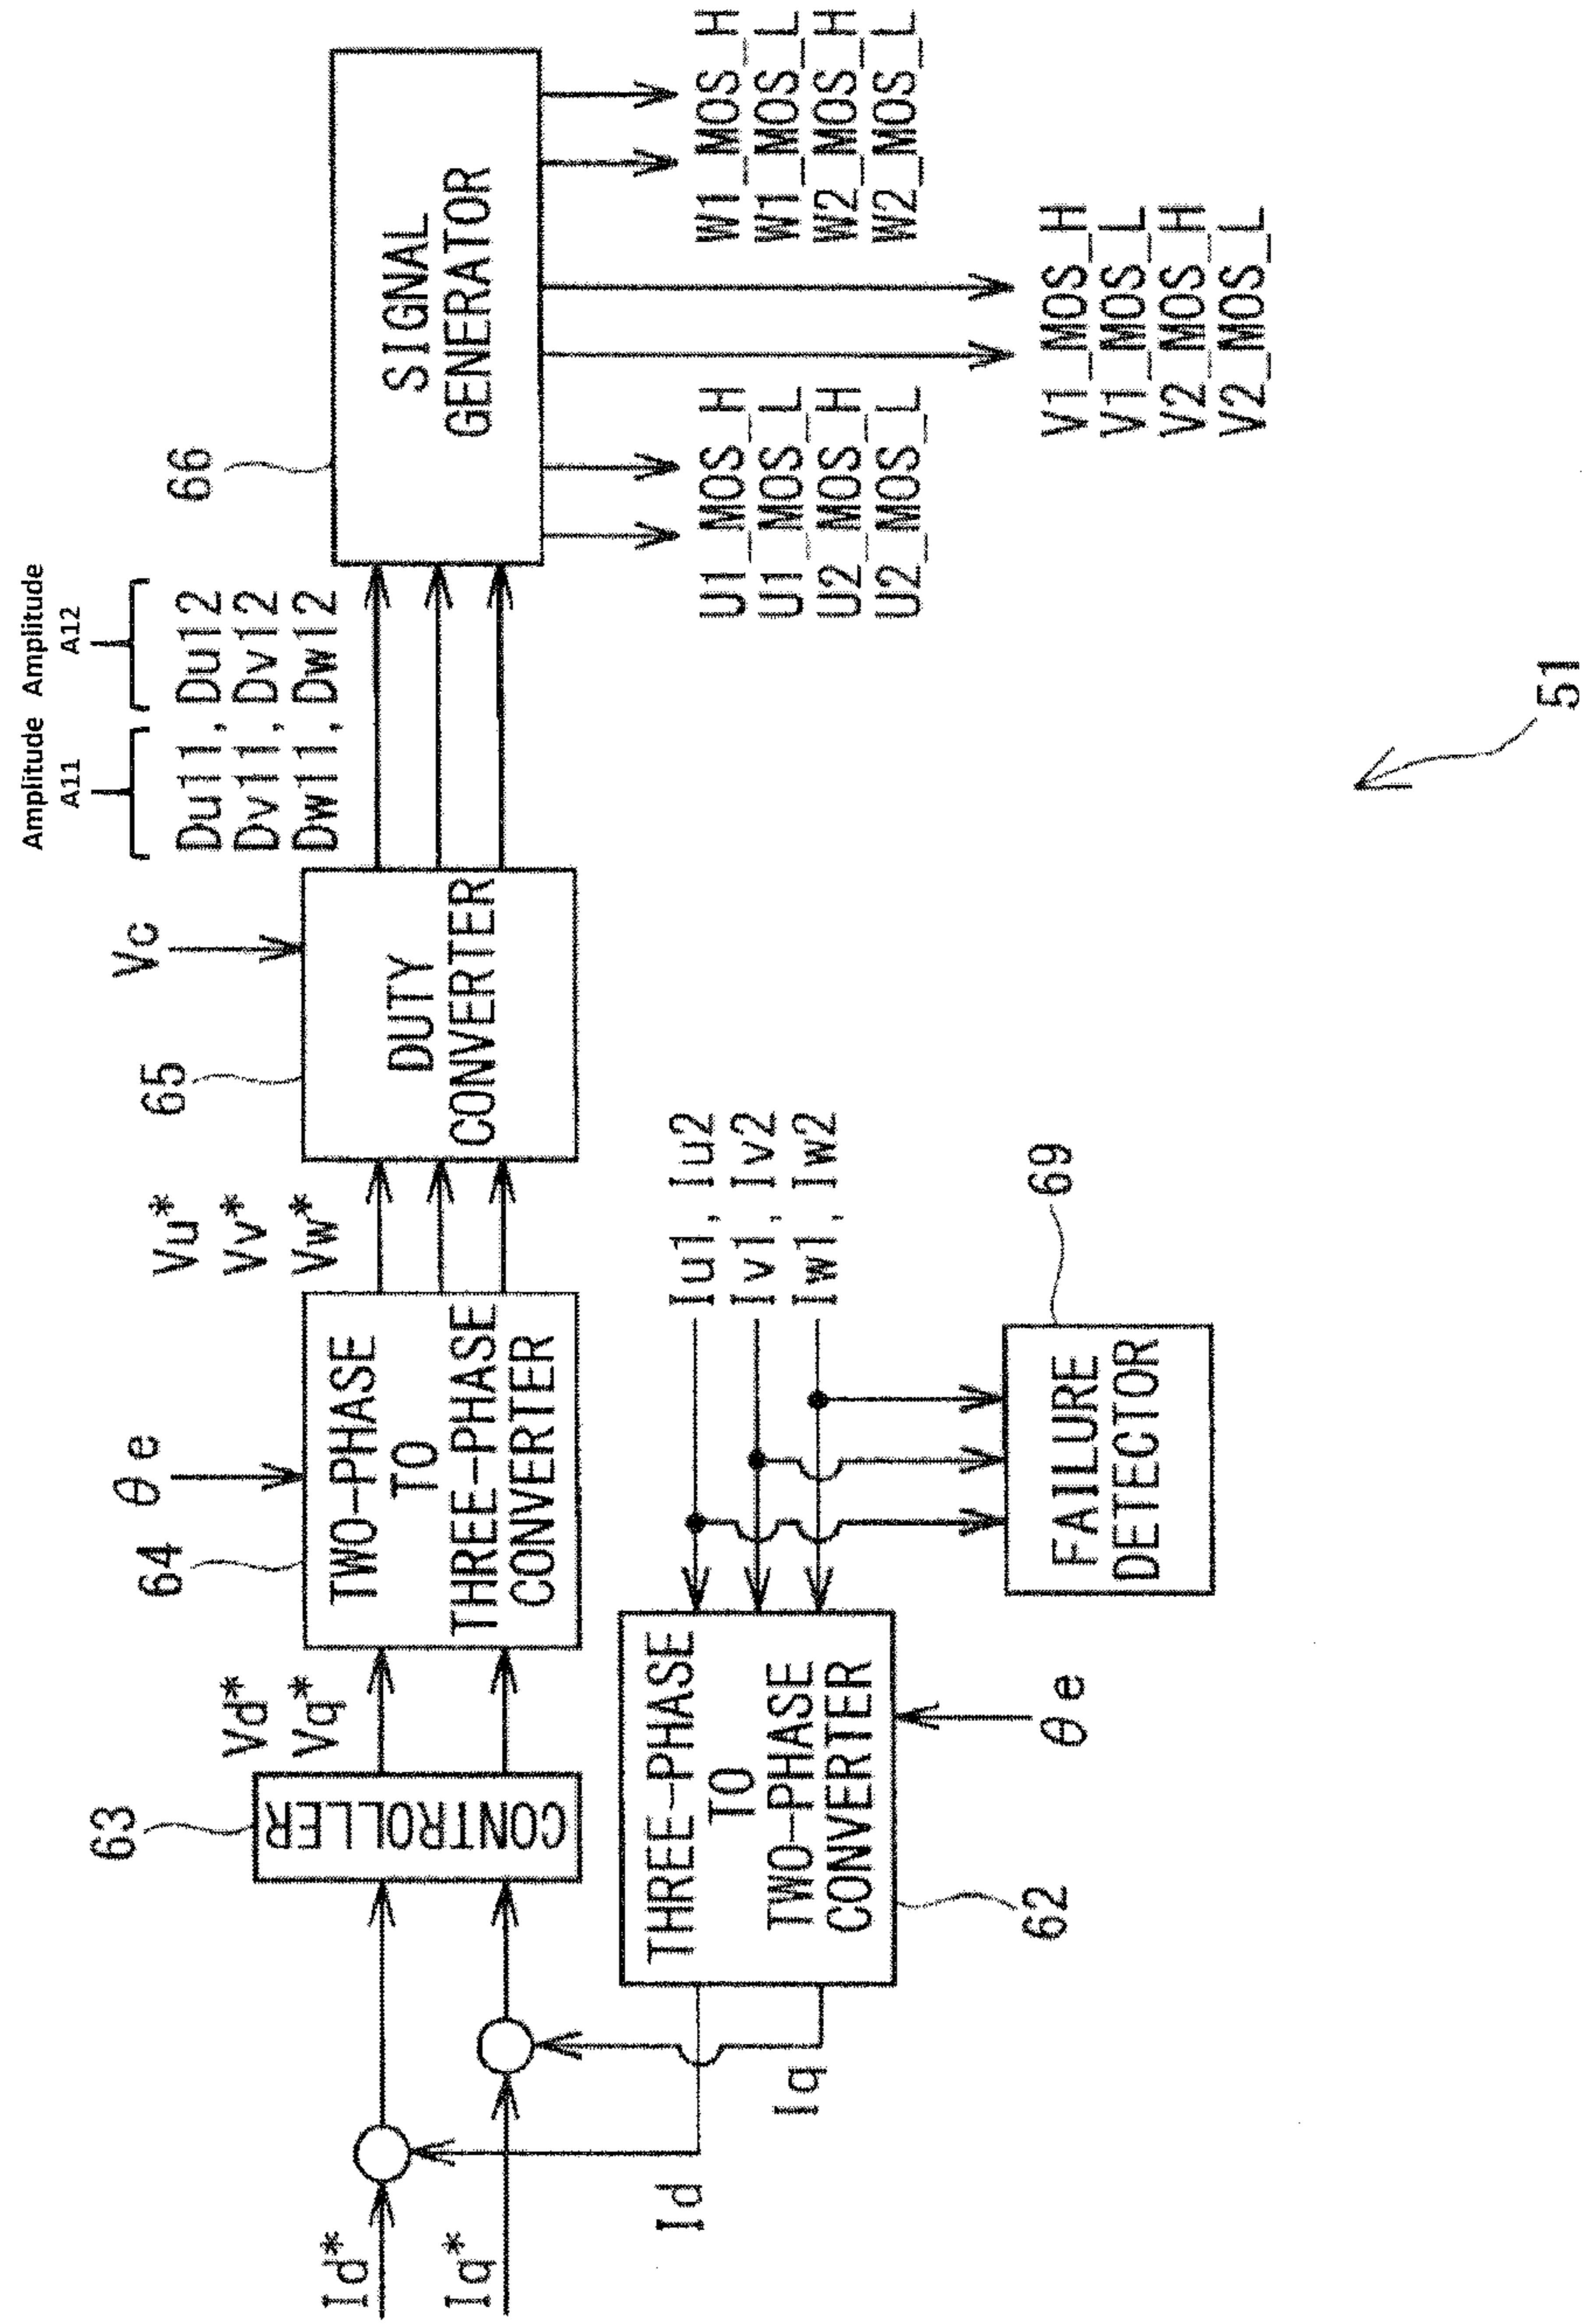 Id*
Iq*
Id
Iq
63
CONTROLLER
Vd*
Vq*
64
θe
TWO-PHASE
TO
THREE-PHASE
CONVERTER
Vu*
Vv*
Vw*
65
Vc
DUTY
CONVERTER
Amplitude
A11
Amplitude
A12
Du11, Du12
Dv11, Dv12
Dw11, Dw12
66
SIGNAL
GENERATOR
THREE-PHASE
TO
TWO-PHASE
CONVERTER
62
θe
Iu1, Iu2
Iv1, Iv2
Iw1, Iw2
69
FAILURE
DETECTOR
U1_MOS_H
U1_MOS_L
U2_MOS_H
U2_MOS_L
V1_MOS_H
V1_MOS_L
V2_MOS_H
V2_MOS_L
W1_MOS_H
W1_MOS_L
W2_MOS_H
W2_MOS_L
51